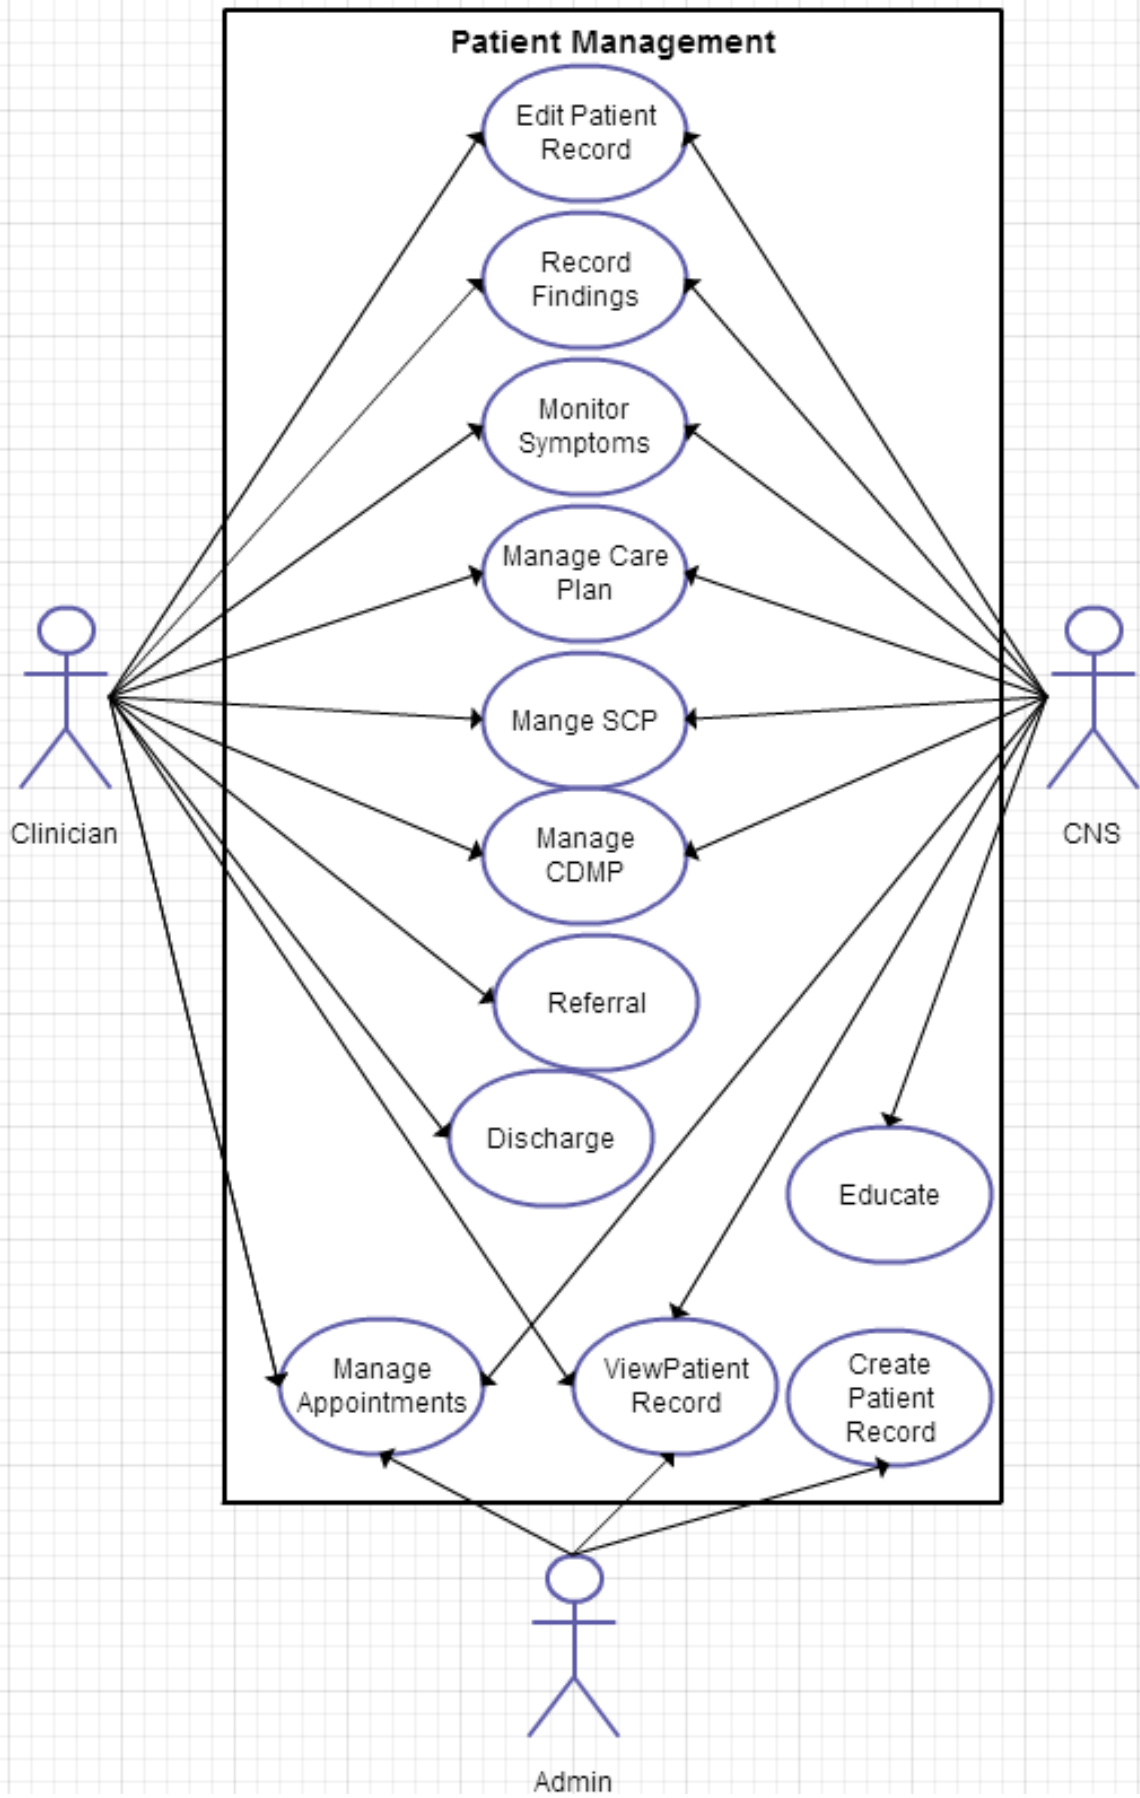 Patient Management
Edit Patient
Record
Record
Findings
Monitor
Symptoms
Manage Care
Plan
Mange SCP
Clinician
CNS
Manage
CDMP
Referral
Discharge
Educate
Manage
Appointments
ViewPatient
Record
Create
Patient
Record
Admin